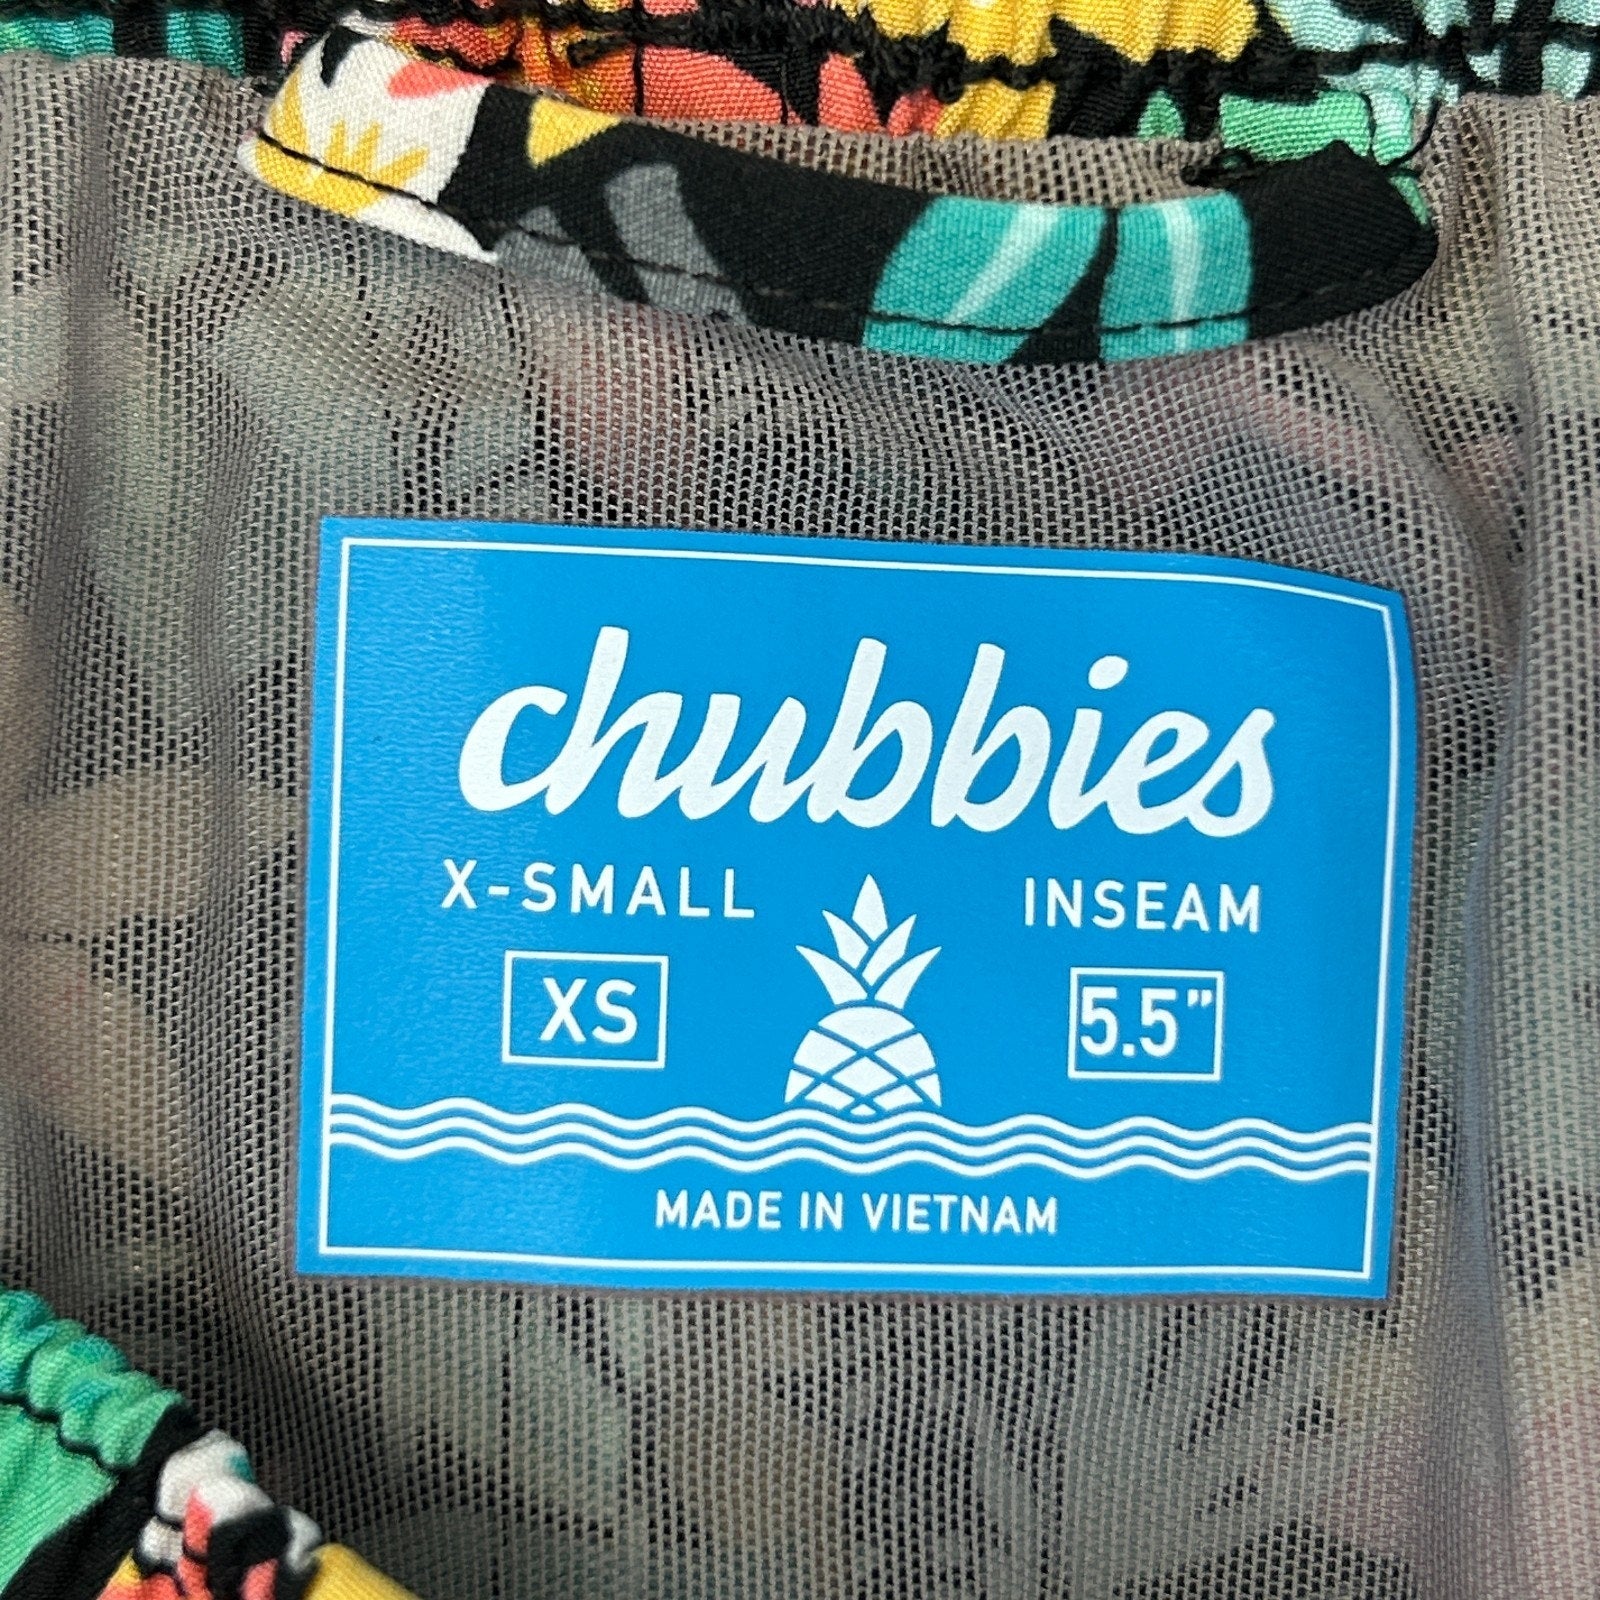 chubbies
X-SMALL INSEAM
XS 5.5"
MADE IN VIETNAM